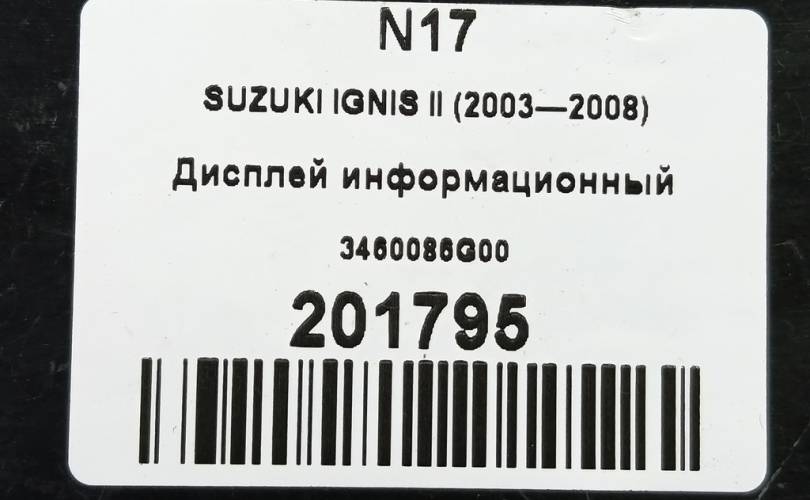 N17
SUZUKI IGNIS II (2003—2008)
Дисплей информационный
3460086G00
201795